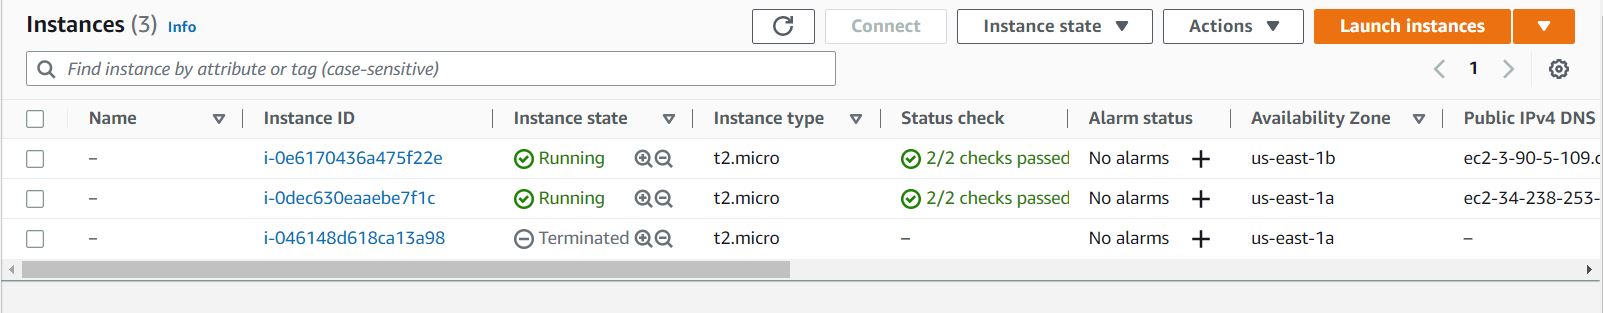 Instances (3) Info Connect Instance state Actions Launch instances
Find instance by attribute or tag (case-sensitive) 1
Name Instance ID Instance state Instance type Status check Alarm status Availability Zone Public IPv4 DNS
– i-0e6170436a475f22e Running t2.micro 2/2 checks passed No alarms + us-east-1b ec2-3-90-5-109.c
– i-0dec630eaaebe7f1c Running t2.micro 2/2 checks passed No alarms + us-east-1a ec2-34-238-253-
– i-046148d618ca13a98 Terminated t2.micro – No alarms + us-east-1a –